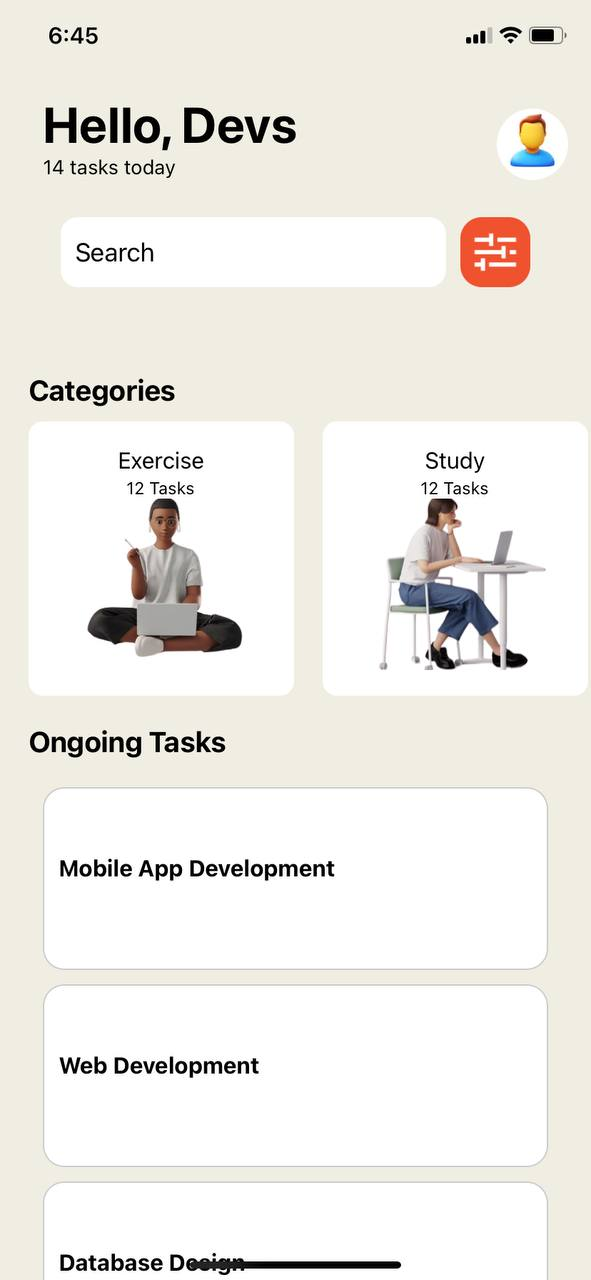 6:45
Hello, Devs
14 tasks today
Search
Categories
Exercise
12 Tasks
Study
12 Tasks
Ongoing Tasks
Mobile App Development
Web Development
Database Design